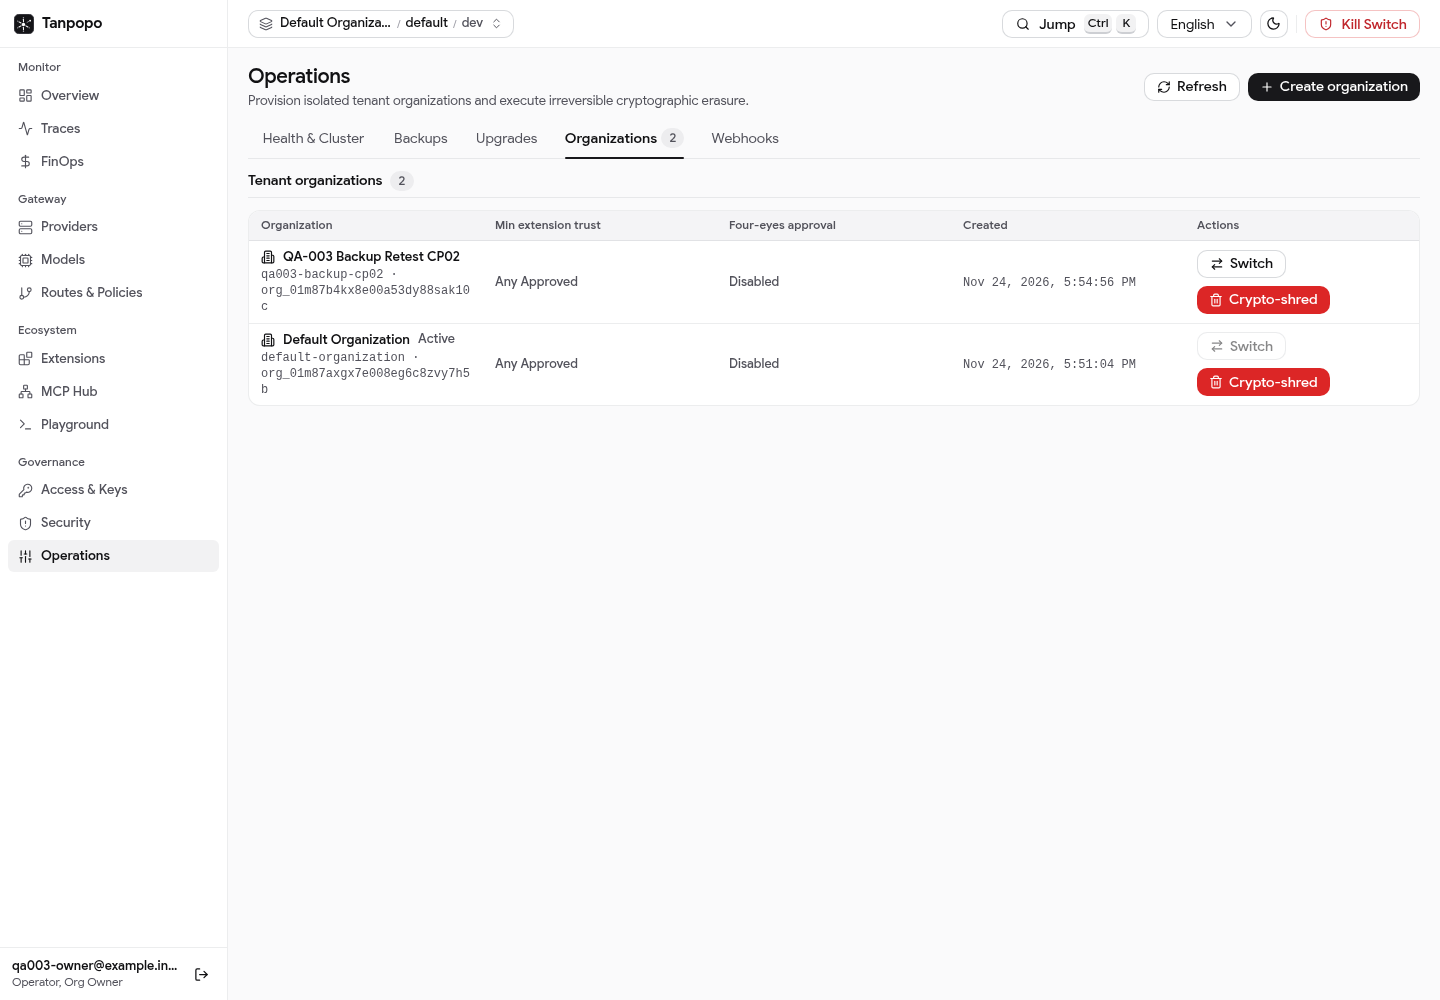 Tanpopo
Default Organiza... / default / dev
Jump Ctrl K
English
Kill Switch
Monitor
Overview
Traces
FinOps
Gateway
Providers
Models
Routes & Policies
Ecosystem
Extensions
MCP Hub
Playground
Governance
Access & Keys
Security
Operations
qa003-owner@example.in...
Operator, Org Owner
Operations
Provision isolated tenant organizations and execute irreversible cryptographic erasure.
Refresh
Create organization
Health & Cluster
Backups
Upgrades
Organizations 2
Webhooks
Tenant organizations 2
Organization
Min extension trust
Four-eyes approval
Created
Actions
QA-003 Backup Retest CP02
qa003-backup-cp02 ·
org_01m87b4kx8e00a53dy88sak10
c
Any Approved
Disabled
Nov 24, 2026, 5:54:56 PM
Switch
Crypto-shred
Default Organization Active
default-organization ·
org_01m87axgx7e008eg6c8zvy7h5
b
Any Approved
Disabled
Nov 24, 2026, 5:51:04 PM
Switch
Crypto-shred